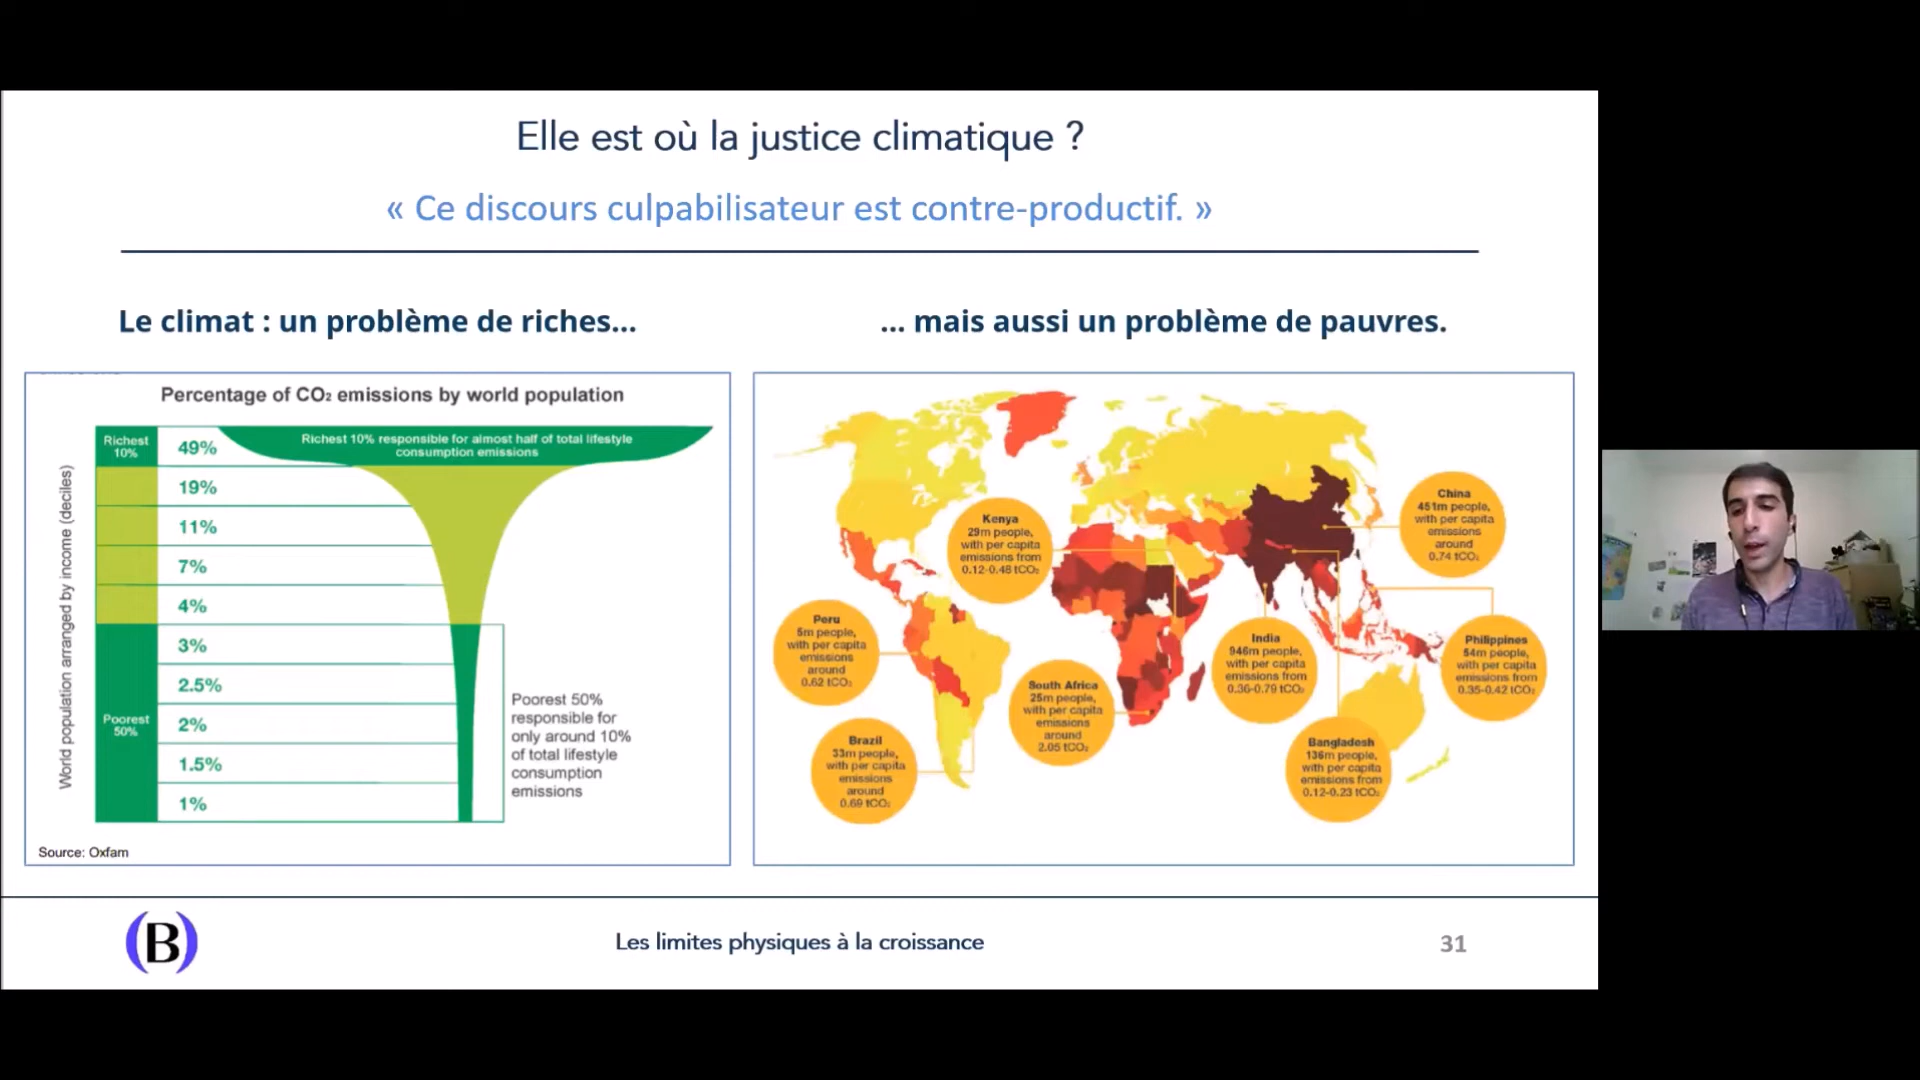 Elle est où la justice climatique ?
« Ce discours culpabilisateur est contre-productif. »
Le climat : un problème de riches...
... mais aussi un problème de pauvres.
Percentage of CO₂ emissions by world population
World population arranged by income (deciles)
Richest
10%
49%
Richest 10% responsible for almost half of total lifestyle
consumption emissions
19%
11%
7%
4%
3%
2.5%
2%
1.5%
1%
Poorest
50%
Poorest 50%
responsible for
only around 10%
of total lifestyle
consumption
emissions
Source: Oxfam
China
451m people,
with per capita
emissions
around
0.74 tCO₂
Kenya
29m people,
with per capita
emissions from
0.12-0.48 tCO₂
Peru
5m people,
with per capita
emissions
around
0.62 tCO₂
India
946m people,
with per capita
emissions from
0.36-0.79 tCO₂
Philippines
54m people,
with per capita
emissions from
0.35-0.42 tCO₂
South Africa
25m people,
with per capita
emissions
around
2.05 tCO₂
Brazil
33m people,
with per capita
emissions
around
0.69 tCO₂
Bangladesh
136m people,
with per capita
emissions from
0.12-0.23 tCO₂
(B)
Les limites physiques à la croissance
31